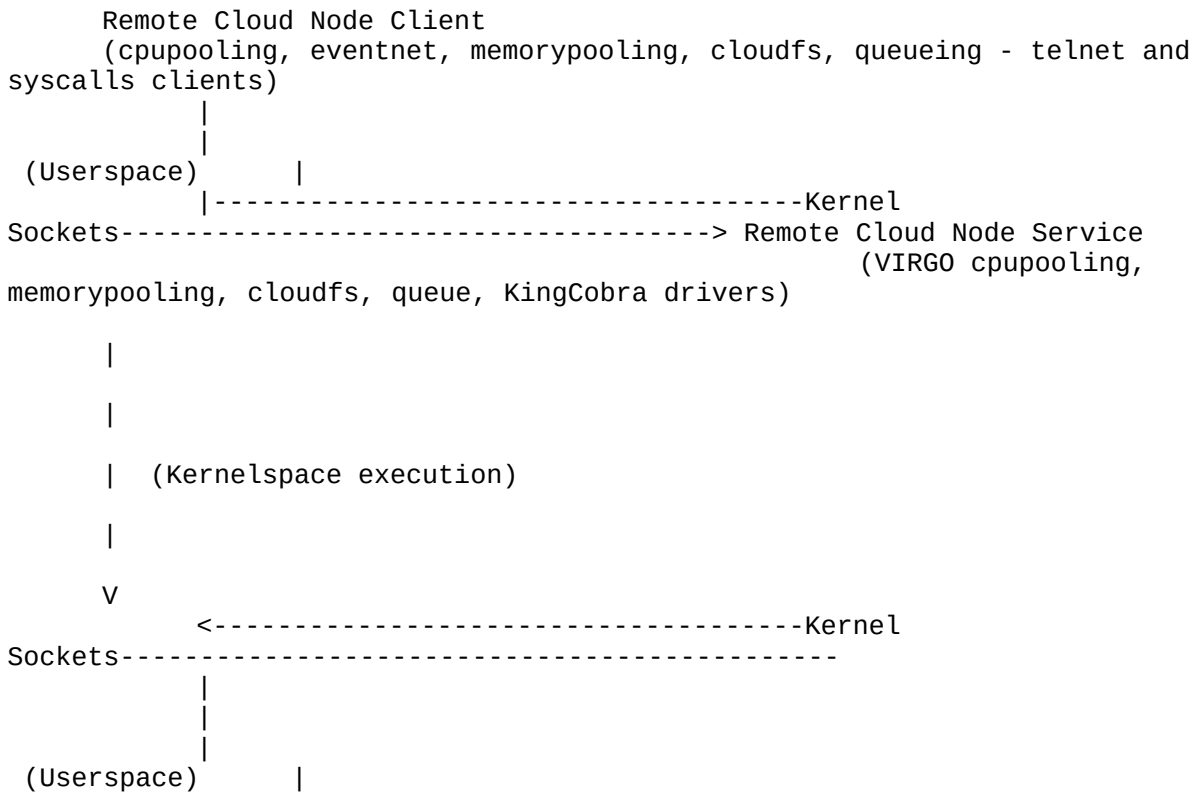 Remote Cloud Node Client
(cpupooling, eventnet, memorypooling, cloudfs, queueing - telnet and
syscalls clients)
|
|
(Userspace)      |
|-------------------------------------Kernel
Sockets-------------------------------------> Remote Cloud Node Service
(VIRGO cpupooling,
memorypooling, cloudfs, queue, KingCobra drivers)
|
|
|  (Kernelspace execution)
|
V
<-------------------------------------Kernel
Sockets---------------------------------------------
|
|
|
(Userspace)      |